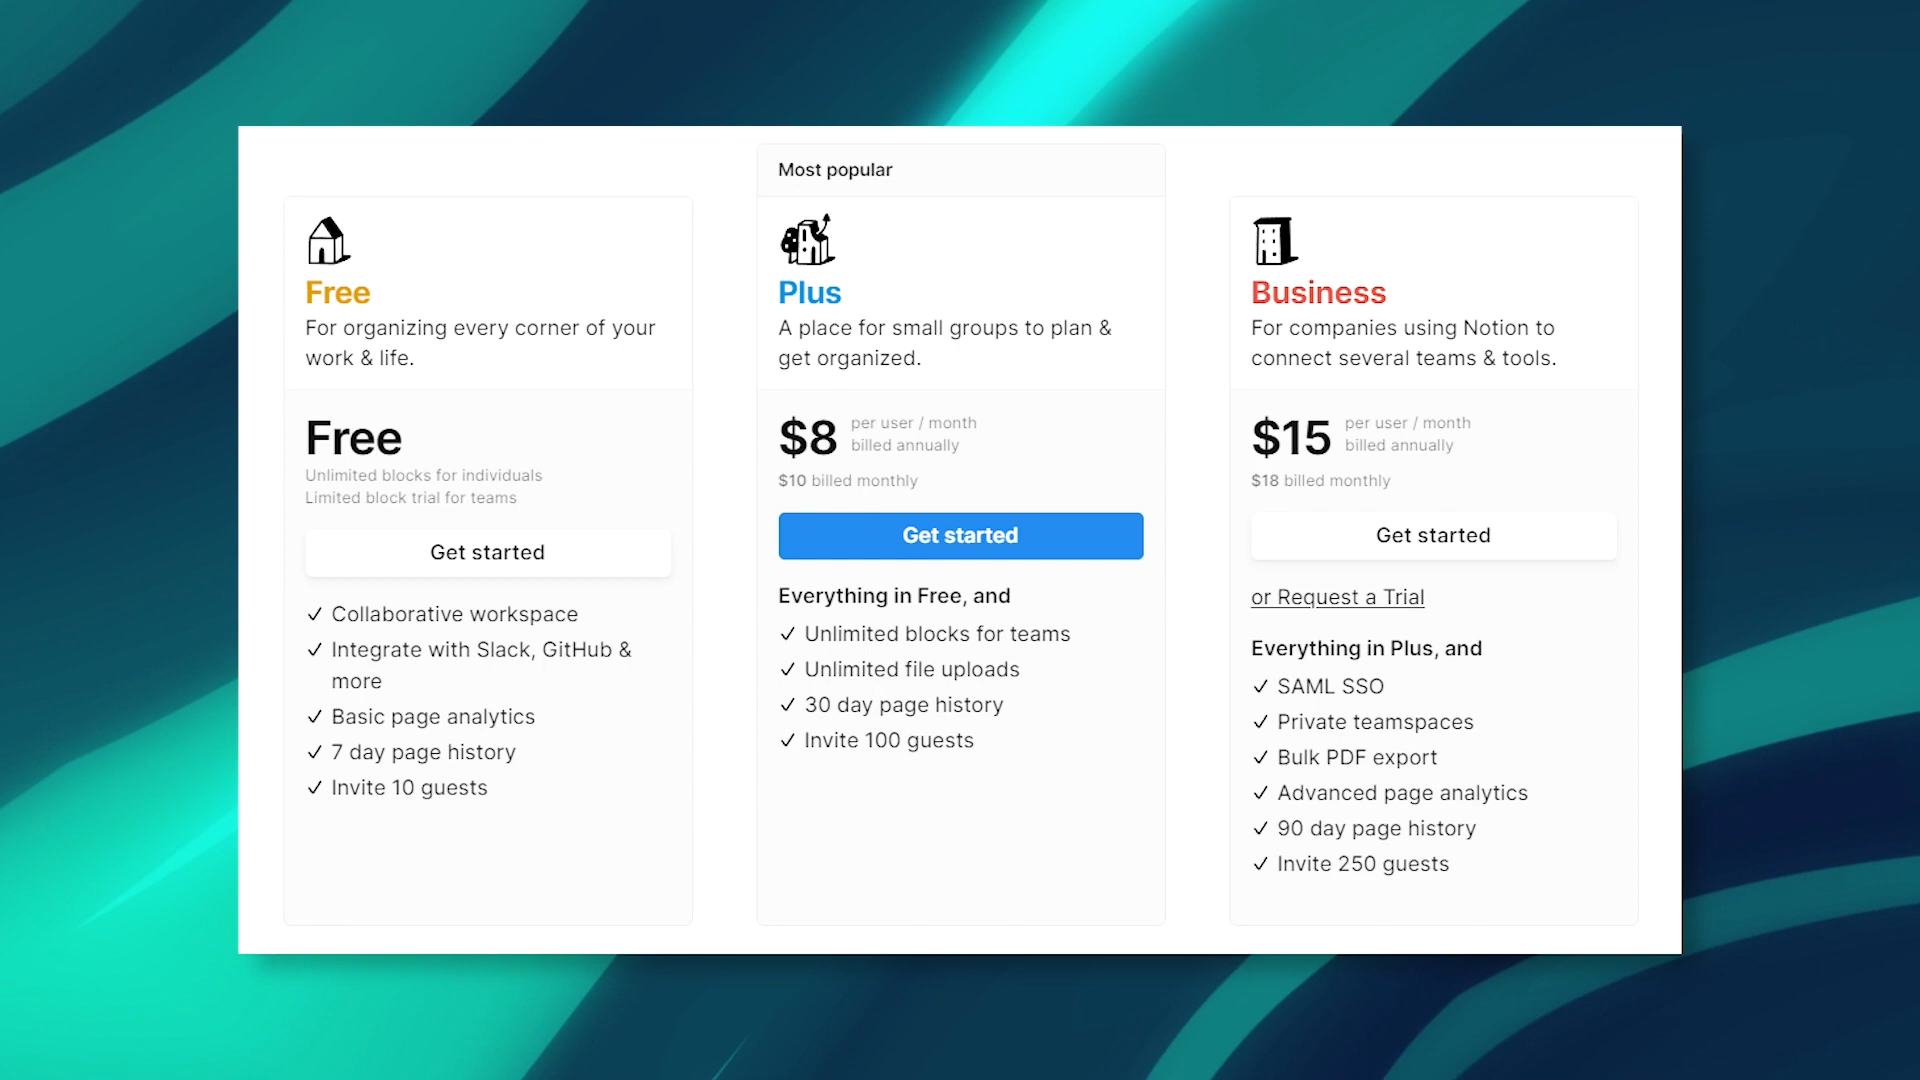 Free
For organizing every corner of your
work & life.
Free
Unlimited blocks for individuals
Limited block trial for teams
Get started
✓ Collaborative workspace
✓ Integrate with Slack, GitHub &
more
✓ Basic page analytics
✓ 7 day page history
✓ Invite 10 guests
Most popular
Plus
A place for small groups to plan &
get organized.
$8
per user / month
billed annually
$10 billed monthly
Get started
Everything in Free, and
✓ Unlimited blocks for teams
✓ Unlimited file uploads
✓ 30 day page history
✓ Invite 100 guests
Business
For companies using Notion to
connect several teams & tools.
$15
per user / month
billed annually
$18 billed monthly
Get started
or Request a Trial
Everything in Plus, and
✓ SAML SSO
✓ Private teamspaces
✓ Bulk PDF export
✓ Advanced page analytics
✓ 90 day page history
✓ Invite 250 guests